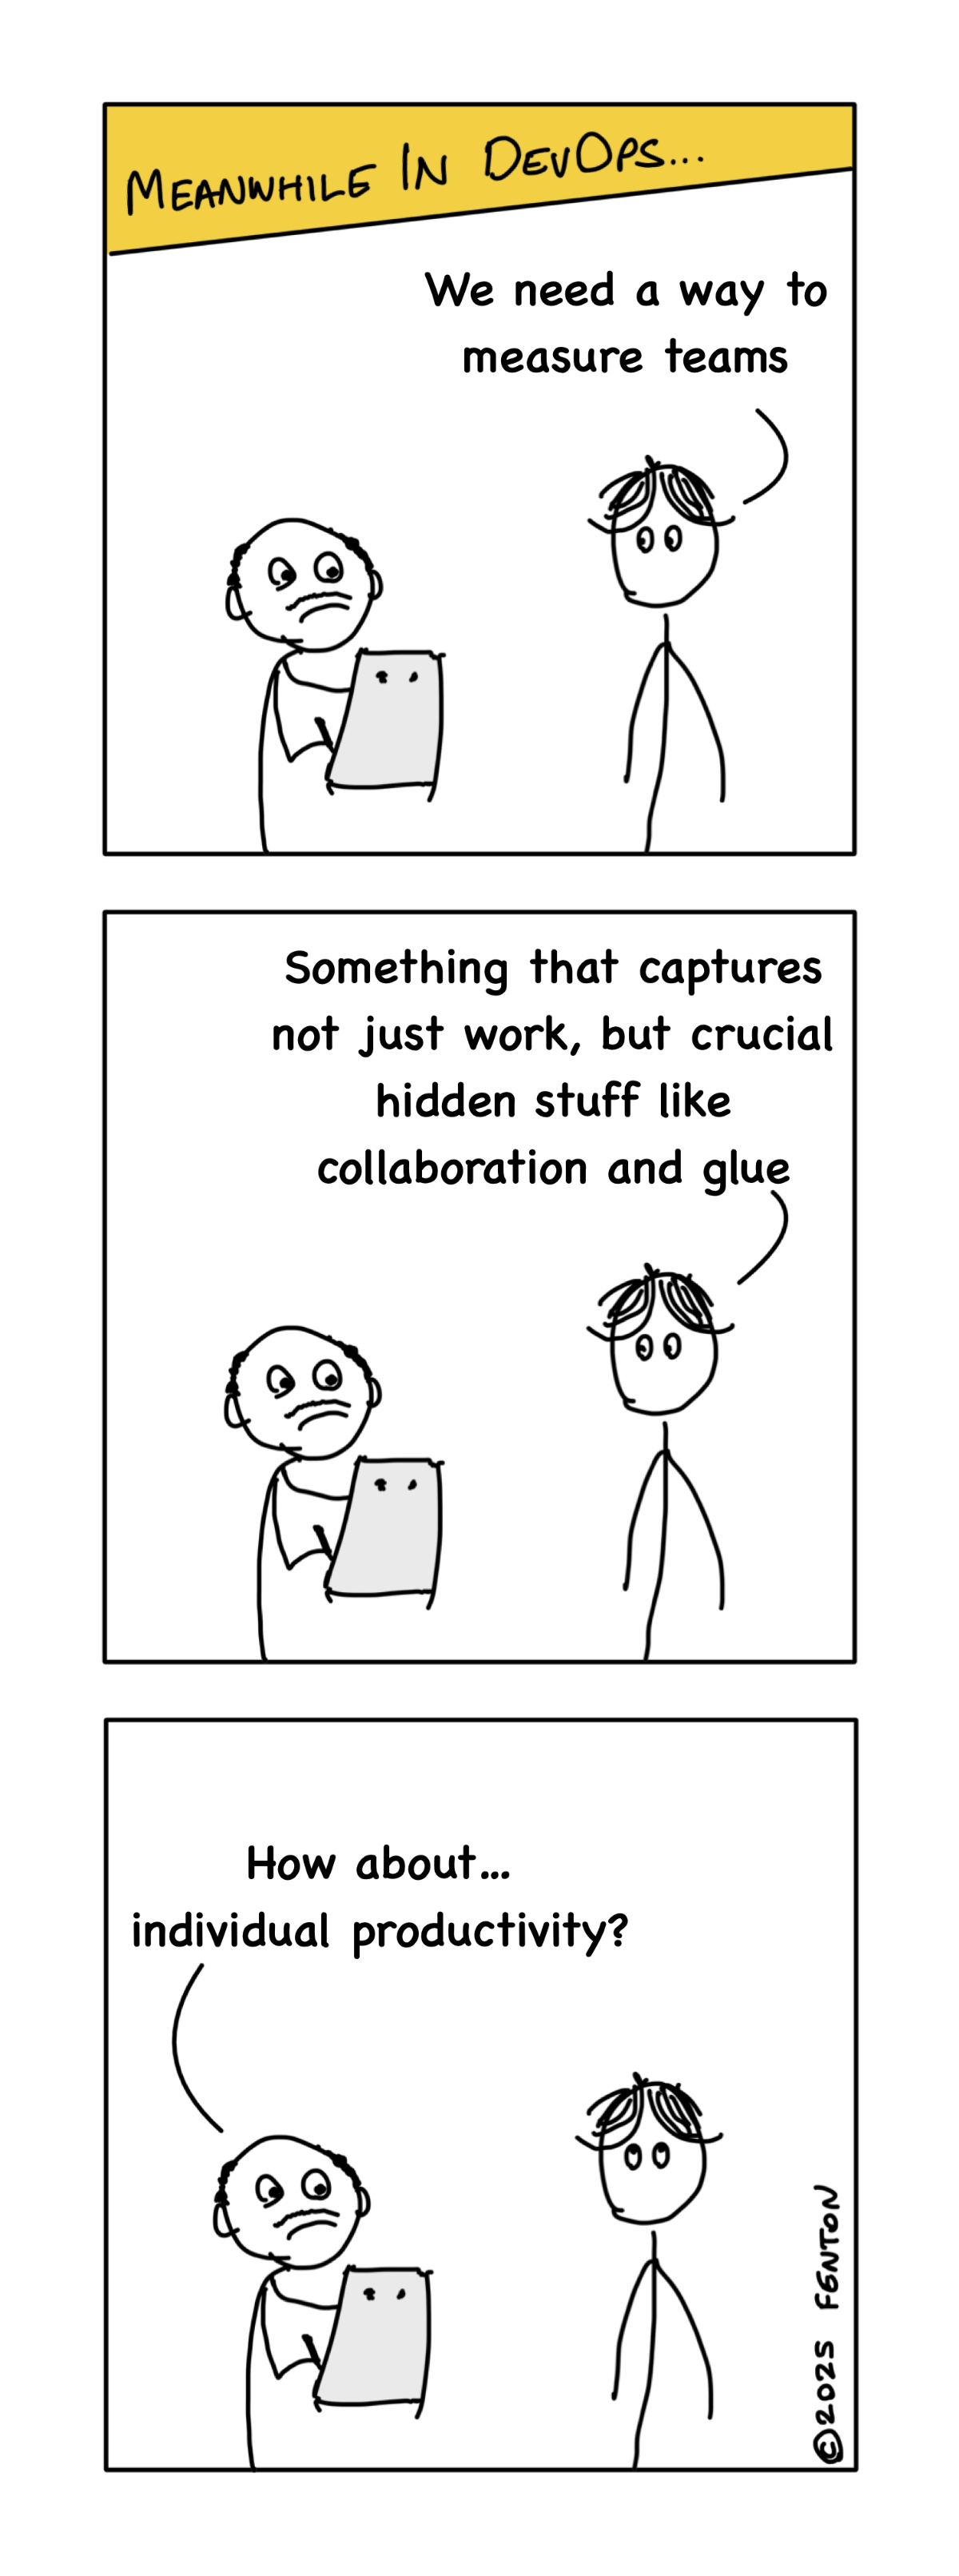 MEANWHILE IN DEVOPS...
We need a way to
measure teams
Something that captures
not just work, but crucial
hidden stuff like
collaboration and glue
How about...
individual productivity?
©2025 FENTON